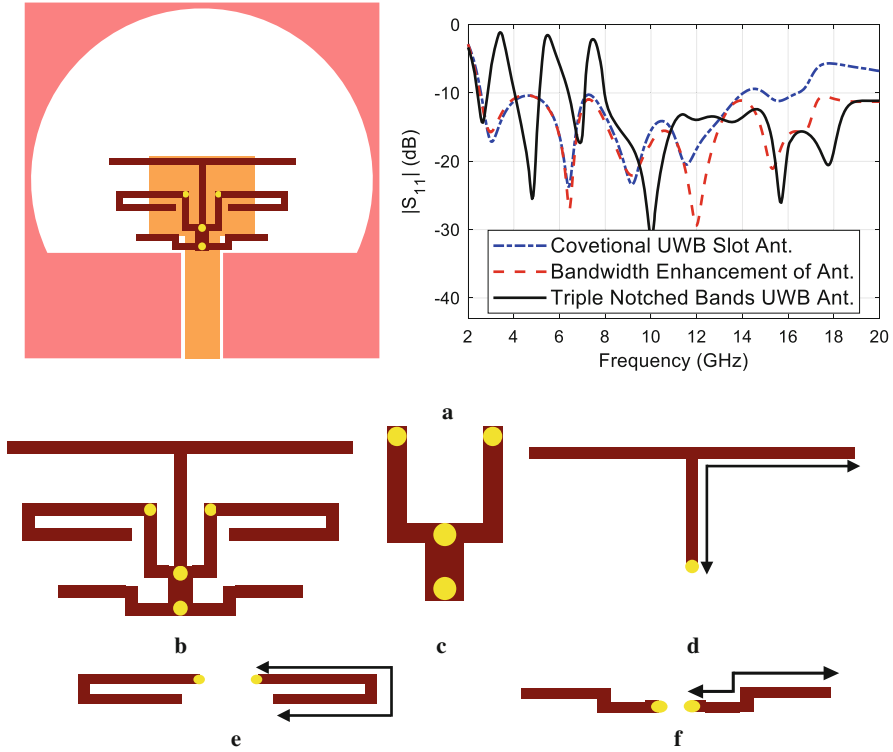 0
-10
-20
-30
-40
|S11| (dB)
Covetional UWB Slot Ant.
Bandwidth Enhancement of Ant.
Triple Notched Bands UWB Ant.
2 4 6 8 10 12 14 16 18 20
Frequency (GHz)
a
b
c
d
e
f